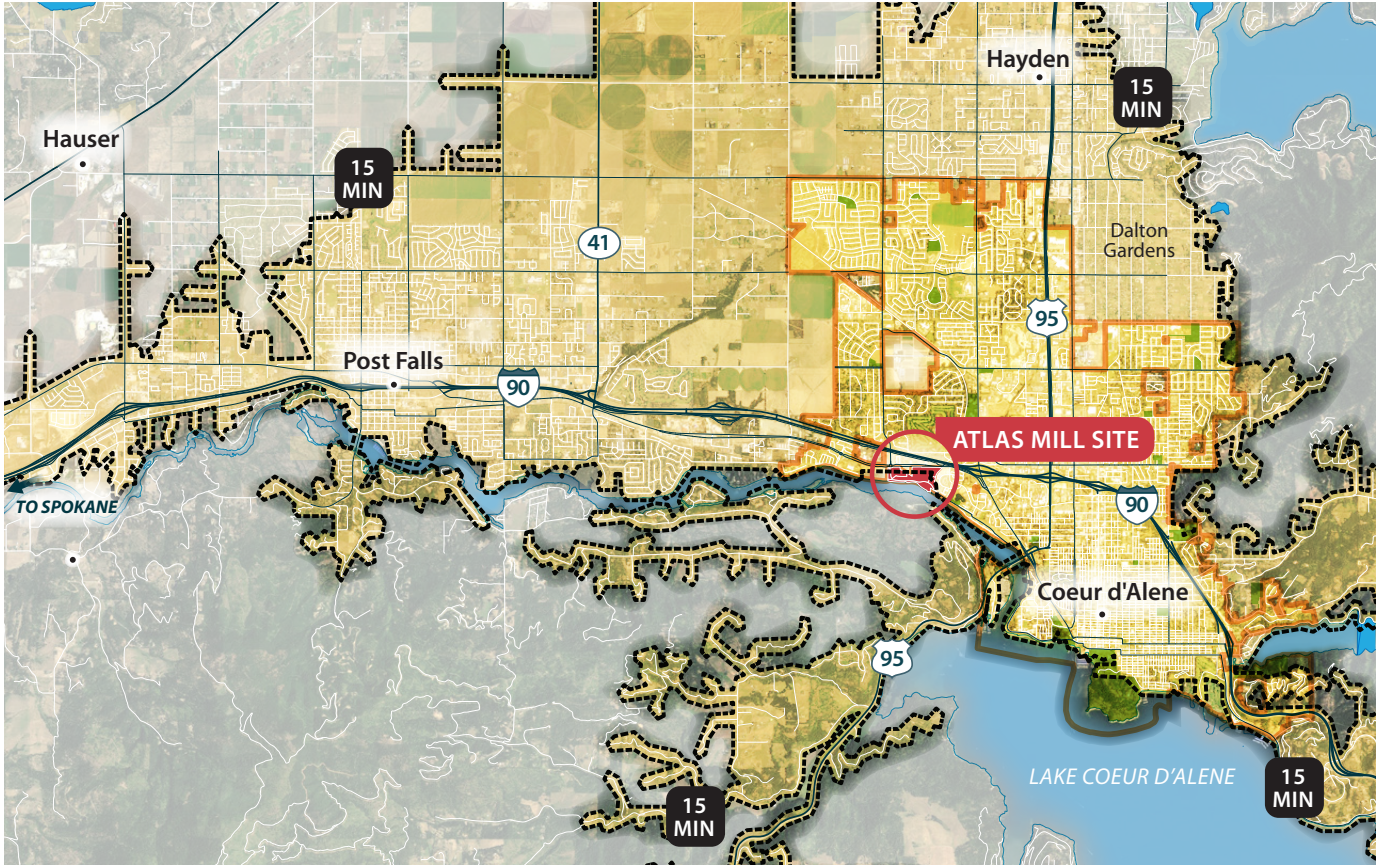 Hayden
15
MIN
Hauser
15
MIN
41
Dalton
Gardens
95
Post Falls
90
ATLAS MILL SITE
TO SPOKANE
90
Coeur d'Alene
95
LAKE COEUR D'ALENE
15
MIN
15
MIN